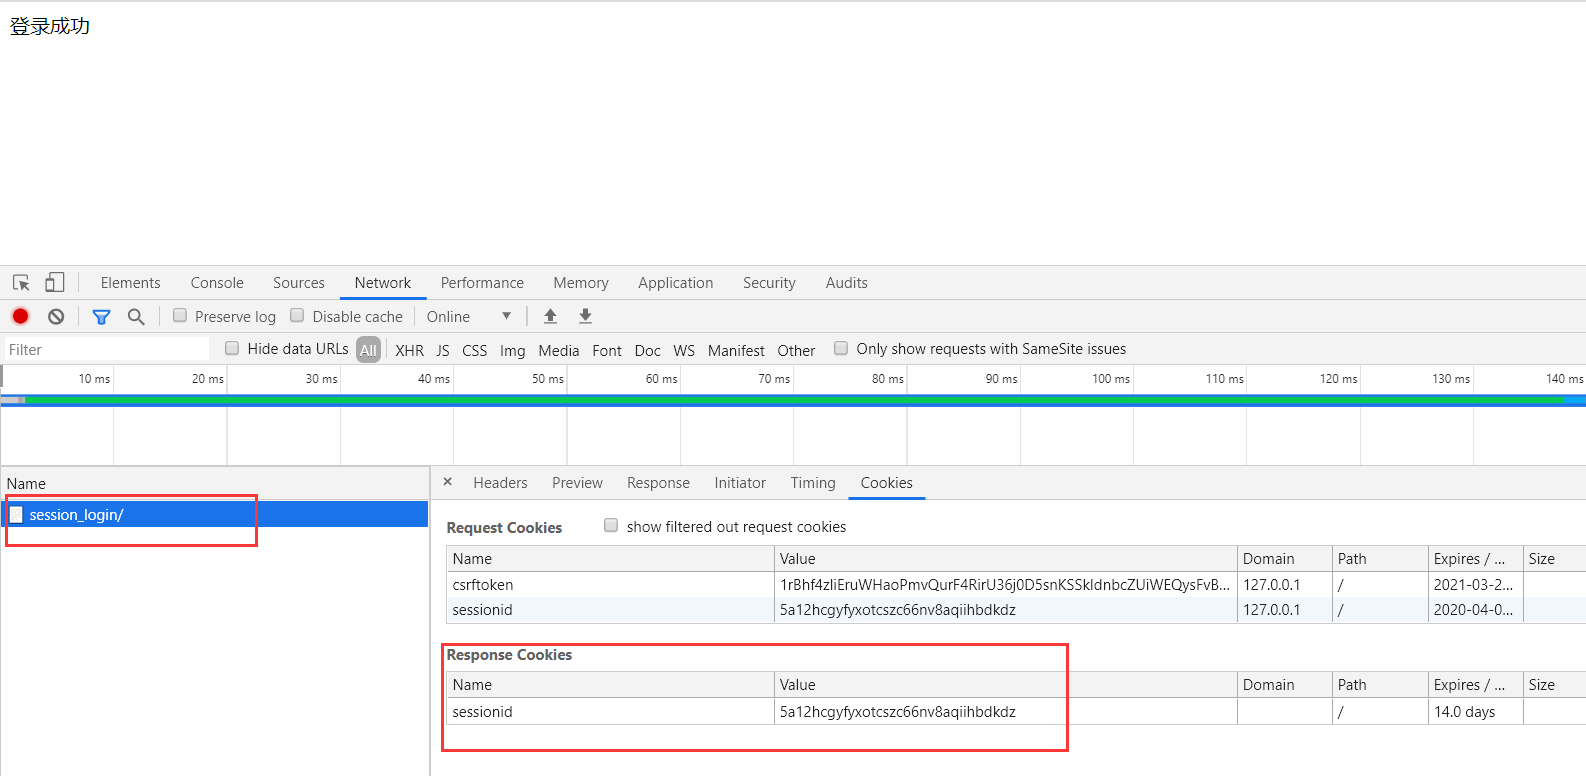 登录成功
Elements Console Sources Network Performance Memory Application Security Audits
Preserve log Disable cache Online
Filter Hide data URLs All XHR JS CSS Img Media Font Doc WS Manifest Other Only show requests with SameSite issues
10 ms 20 ms 30 ms 40 ms 50 ms 60 ms 70 ms 80 ms 90 ms 100 ms 110 ms 120 ms 130 ms 140 ms
Name × Headers Preview Response Initiator Timing Cookies
session_login/
Request Cookies show filtered out request cookies
Name Value Domain Path Expires / ... Size
csrftoken 127.0.0.1 / 2021-03-2...
sessionid 5a12hcgyfyxotcszc66nv8aqiihbdkdz 127.0.0.1 / 2020-04-0...
Response Cookies
Name Value Domain Path Expires / ... Size
sessionid 5a12hcgyfyxotcszc66nv8aqiihbdkdz / 14.0 days